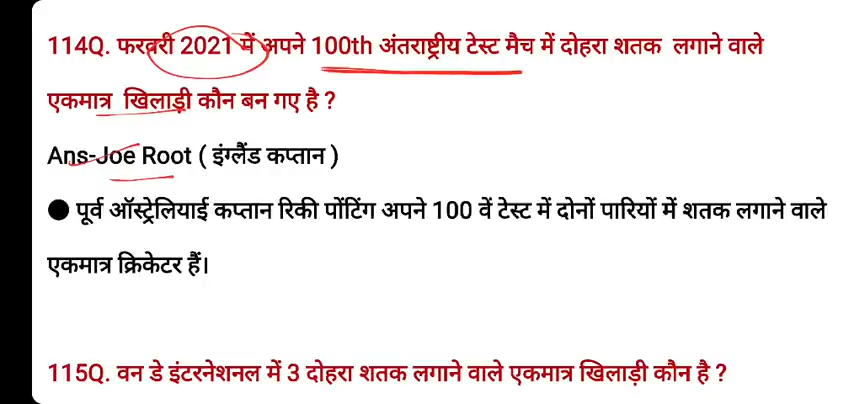 114Q. फरवरी 2021 में अपने 100th अंतराष्ट्रीय टेस्ट मैच में दोहरा शतक लगाने वाले
एकमात्र खिलाड़ी कौन बन गए है ?
Ans-Joe Root ( इंग्लैंड कप्तान )
● पूर्व ऑस्ट्रेलियाई कप्तान रिकी पोंटिंग अपने 100 वें टेस्ट में दोनों पारियों में शतक लगाने वाले
एकमात्र क्रिकेटर हैं।
115Q. वन डे इंटरनेशनल में 3 दोहरा शतक लगाने वाले एकमात्र खिलाड़ी कौन है ?